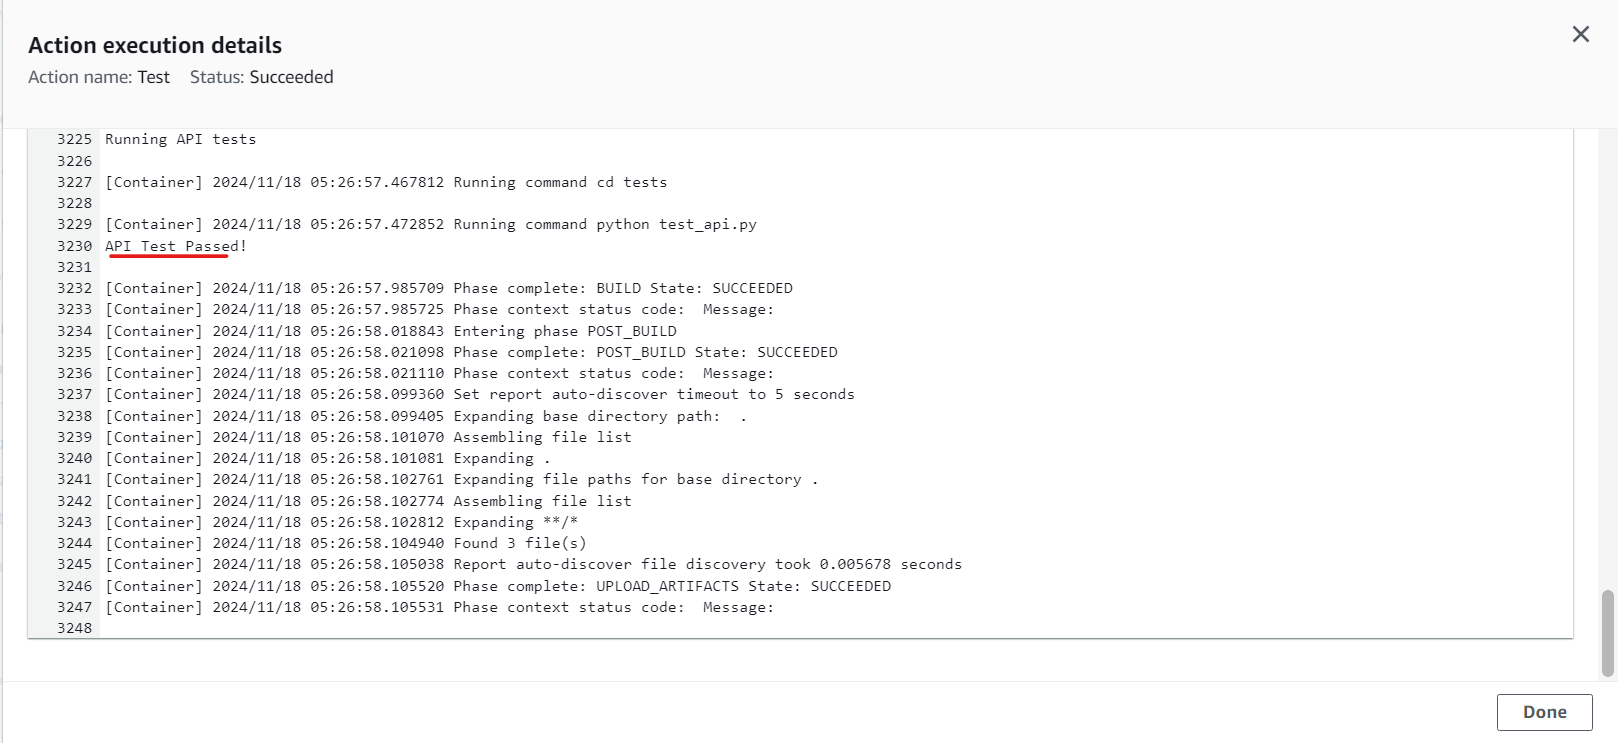 Action execution details
Action name: Test Status: Succeeded
3225 Running API tests
3226
3227 [Container] 2024/11/18 05:26:57.467812 Running command cd tests
3228
3229 [Container] 2024/11/18 05:26:57.472852 Running command python test_api.py
3230 API Test Passed!
3231
3232 [Container] 2024/11/18 05:26:57.985709 Phase complete: BUILD State: SUCCEEDED
3233 [Container] 2024/11/18 05:26:57.985725 Phase context status code:  Message:
3234 [Container] 2024/11/18 05:26:58.018843 Entering phase POST_BUILD
3235 [Container] 2024/11/18 05:26:58.021098 Phase complete: POST_BUILD State: SUCCEEDED
3236 [Container] 2024/11/18 05:26:58.021110 Phase context status code:  Message:
3237 [Container] 2024/11/18 05:26:58.099360 Set report auto-discover timeout to 5 seconds
3238 [Container] 2024/11/18 05:26:58.099405 Expanding base directory path:  .
3239 [Container] 2024/11/18 05:26:58.101070 Assembling file list
3240 [Container] 2024/11/18 05:26:58.101081 Expanding .
3241 [Container] 2024/11/18 05:26:58.102761 Expanding file paths for base directory .
3242 [Container] 2024/11/18 05:26:58.102774 Assembling file list
3243 [Container] 2024/11/18 05:26:58.102812 Expanding **/*
3244 [Container] 2024/11/18 05:26:58.104940 Found 3 file(s)
3245 [Container] 2024/11/18 05:26:58.105038 Report auto-discover file discovery took 0.005678 seconds
3246 [Container] 2024/11/18 05:26:58.105520 Phase complete: UPLOAD_ARTIFACTS State: SUCCEEDED
3247 [Container] 2024/11/18 05:26:58.105531 Phase context status code:  Message:
3248
Done